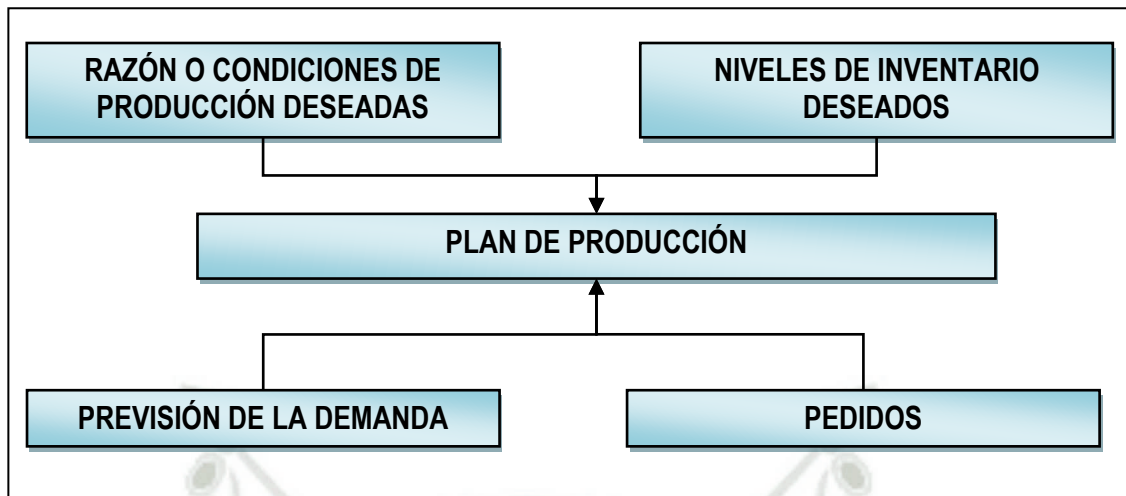 RAZÓN O CONDICIONES DE
PRODUCCIÓN DESEADAS
NIVELES DE INVENTARIO
DESEADOS
PLAN DE PRODUCCIÓN
PREVISIÓN DE LA DEMANDA
PEDIDOS